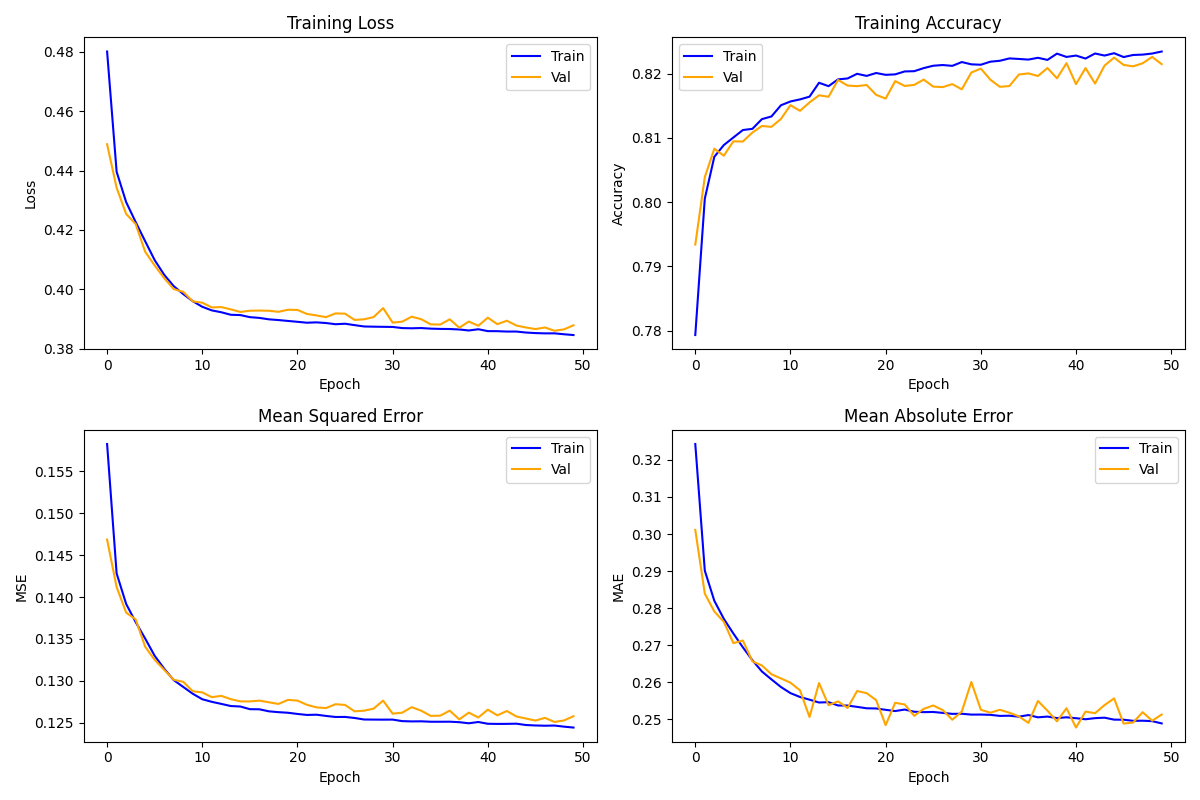 Training Loss
Train
Val
0.48
0.46
0.44
0.42
0.40
0.38
Loss
0 10 20 30 40 50
Epoch
Training Accuracy
Train
Val
0.82
0.81
0.80
0.79
0.78
Accuracy
0 10 20 30 40 50
Epoch
Mean Squared Error
Train
Val
0.155
0.150
0.145
0.140
0.135
0.130
0.125
MSE
0 10 20 30 40 50
Epoch
Mean Absolute Error
Train
Val
0.32
0.31
0.30
0.29
0.28
0.27
0.26
0.25
MAE
0 10 20 30 40 50
Epoch